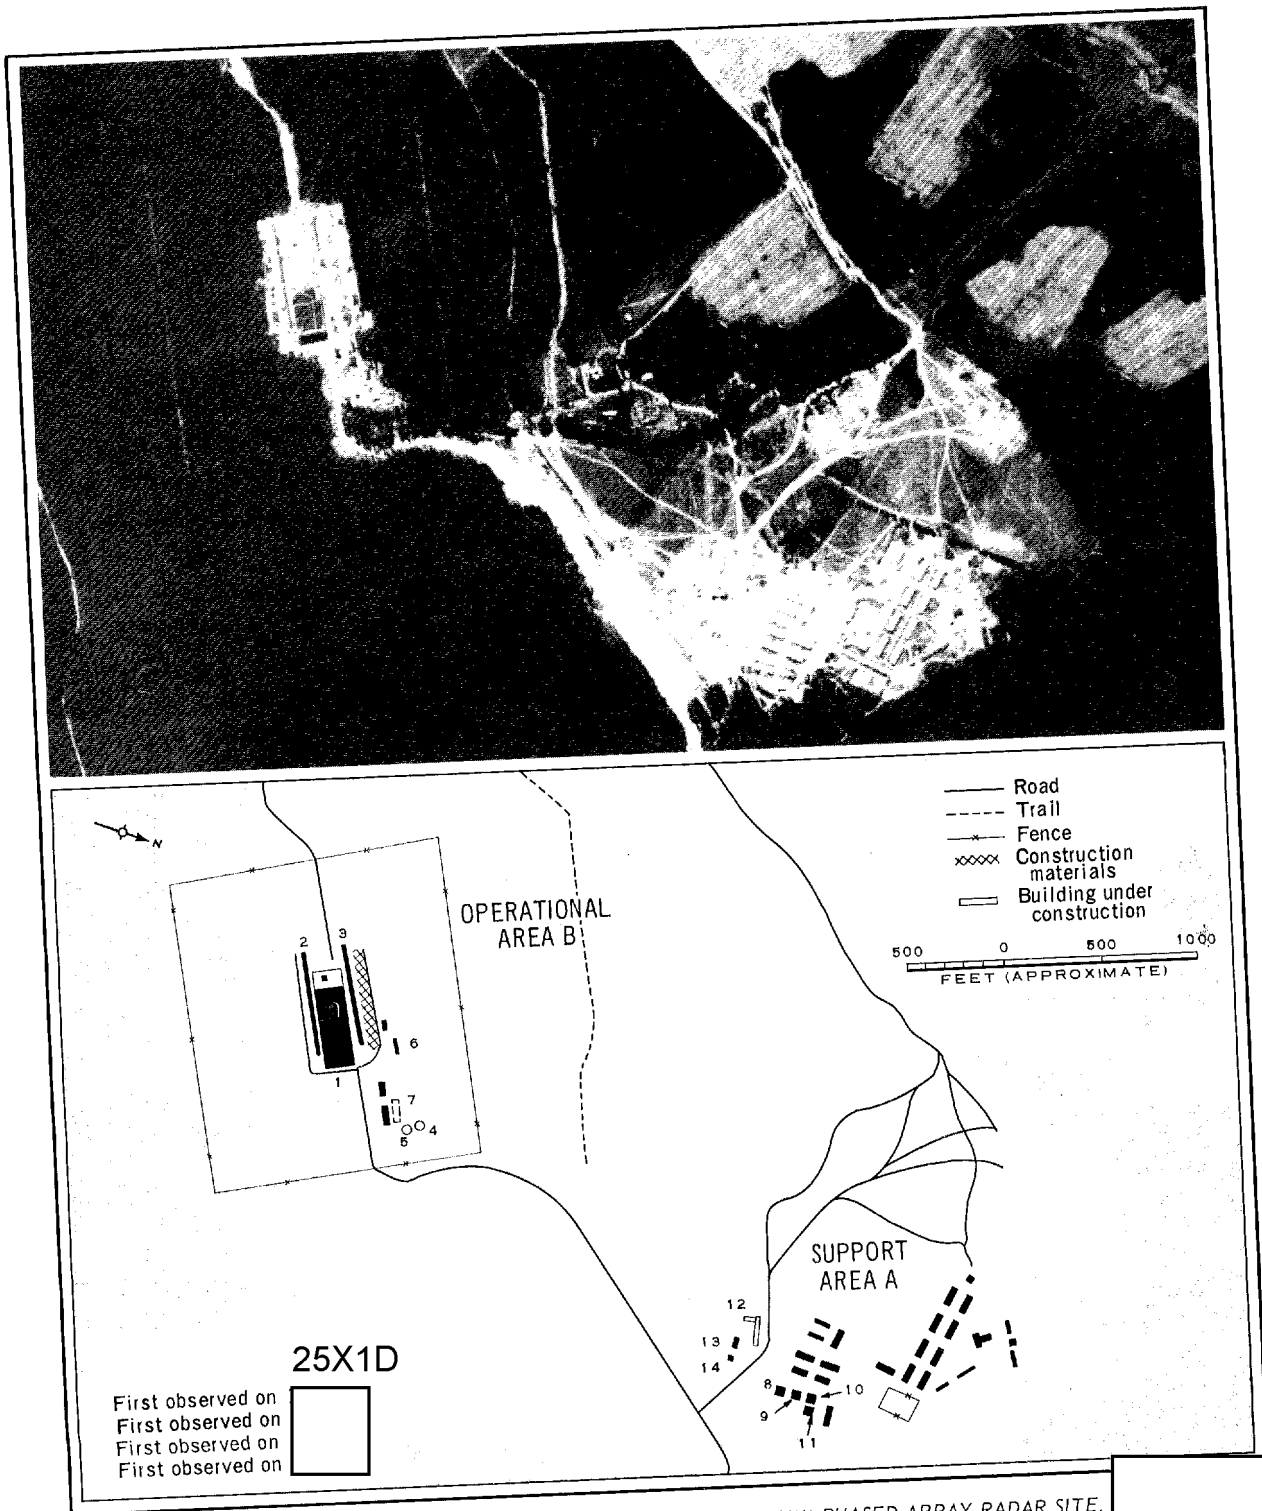 Road
Trail
Fence
Construction
materials
Building under
construction
500 0 500 1000
FEET (APPROXIMATE)
N
OPERATIONAL
AREA B
2
3
1
6
7
5
4
SUPPORT
AREA A
12
13
14
8
9
10
11
25X1D
First observed on
First observed on
First observed on
First observed on
PHASED ARRAY RADAR SITE,